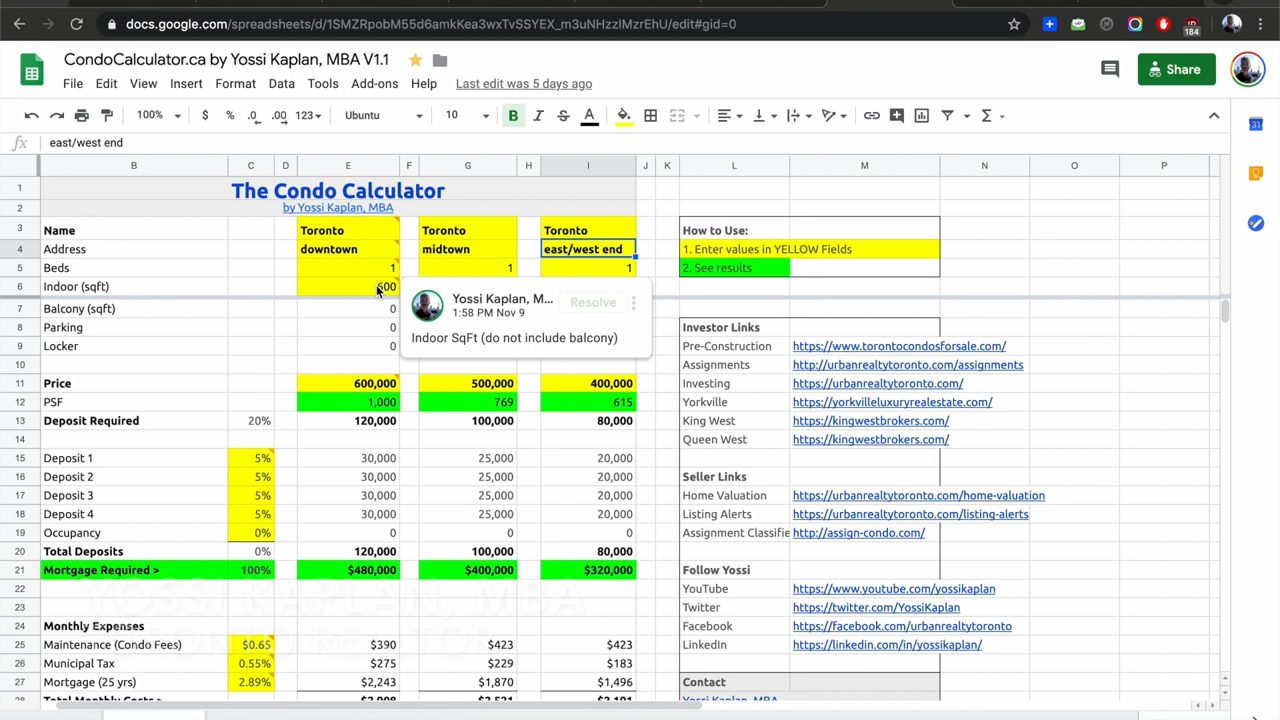 docs.google.com/spreadsheets/d/1SMZRpobM55d6amkKea3wxTvSSYEX_m3uNHzzIMzrEhU/edit#gid=0
184
CondoCalculator.ca by Yossi Kaplan, MBA V1.1
File Edit View Insert Format Data Tools Add-ons Help Last edit was 5 days ago
Share
100% $ % .0 .00 123 Ubuntu 10 B I S A
fx east/west end
B C D E F G H I J K L M N O P
1 The Condo Calculator
2 by Yossi Kaplan, MBA
3 Name Toronto Toronto Toronto How to Use:
4 Address downtown midtown east/west end 1. Enter values in YELLOW Fields
5 Beds 1 1 1 2. See results
6 Indoor (sqft) 600
Yossi Kaplan, M... Resolve
1:58 PM Nov 9
Indoor SqFt (do not include balcony)
7 Balcony (sqft) 0
8 Parking 0 Investor Links
9 Locker 0 Pre-Construction https://www.torontocondosforsale.com/
10 Assignments http://urbanrealtytoronto.com/assignments
11 Price 600,000 500,000 400,000 Investing https://urbanrealtytoronto.com/
12 PSF 1,000 769 615 Yorkville https://yorkvilleluxuryrealestate.com/
13 Deposit Required 20% 120,000 100,000 80,000 King West https://kingwestbrokers.com/
14 Queen West https://kingwestbrokers.com/
15 Deposit 1 5% 30,000 25,000 20,000
16 Deposit 2 5% 30,000 25,000 20,000 Seller Links
17 Deposit 3 5% 30,000 25,000 20,000 Home Valuation https://urbanrealtytoronto.com/home-valuation
18 Deposit 4 5% 30,000 25,000 20,000 Listing Alerts https://urbanrealtytoronto.com/listing-alerts
19 Occupancy 0% 0 0 0 Assignment Classifie http://assign-condo.com/
20 Total Deposits 0% 120,000 100,000 80,000
21 Mortgage Required > 100% $480,000 $400,000 $320,000 Follow Yossi
22 YouTube https://www.youtube.com/yossikaplan
YOSSI KAPLAN, MBA
23 Twitter https://twitter.com/YossiKaplan
24 Monthly Expenses Facebook https://facebook.com/urbanrealtytoronto
25 Maintenance (Condo Fees) $0.65 $390 $423 $423 LinkedIn https://linkedin.com/in/yossikaplan/
26 Municipal Tax 0.55% $275 $229 $183
27 Mortgage (25 yrs) 2.89% $2,243 $1,870 $1,496 Contact
28 Total Monthly Costs > Yossi Kaplan, MBA